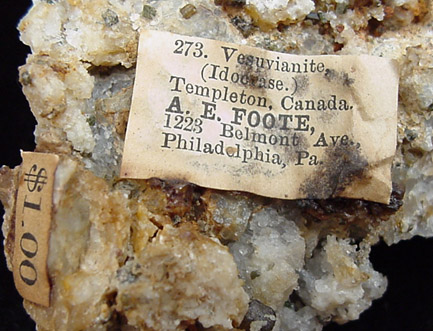 273. Vesuvianite,
(Idocrase.)
Templeton, Canada.
A. E. FOOTE,
1223 Belmont Ave.,
Philadelphia, Pa.
$1.00